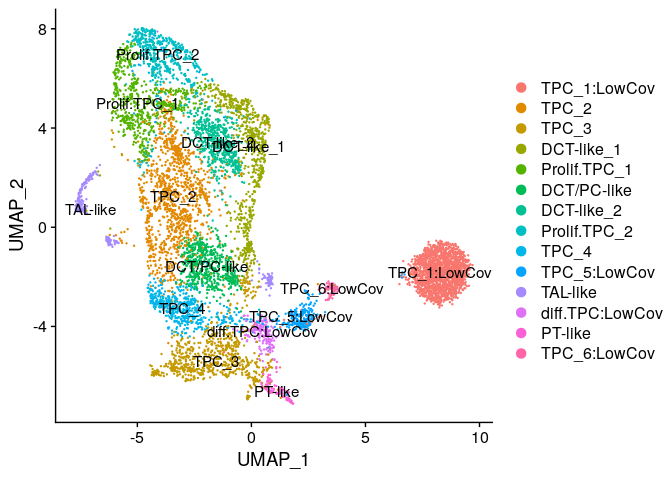 8
4
0
-4
UMAP_2
-5
0
5
10
UMAP_1
Prolif.TPC_2
Prolif.TPC_1
DCT-like_2
DCT-like_1
TPC_2
TAL-like
DCT/PC-like
TPC_1:LowCov
TPC_6:LowCov
TPC_4
TPC_5:LowCov
diff.TPC:LowCov
TPC_3
PT-like
TPC_1:LowCov
TPC_2
TPC_3
DCT-like_1
Prolif.TPC_1
DCT/PC-like
DCT-like_2
Prolif.TPC_2
TPC_4
TPC_5:LowCov
TAL-like
diff.TPC:LowCov
PT-like
TPC_6:LowCov